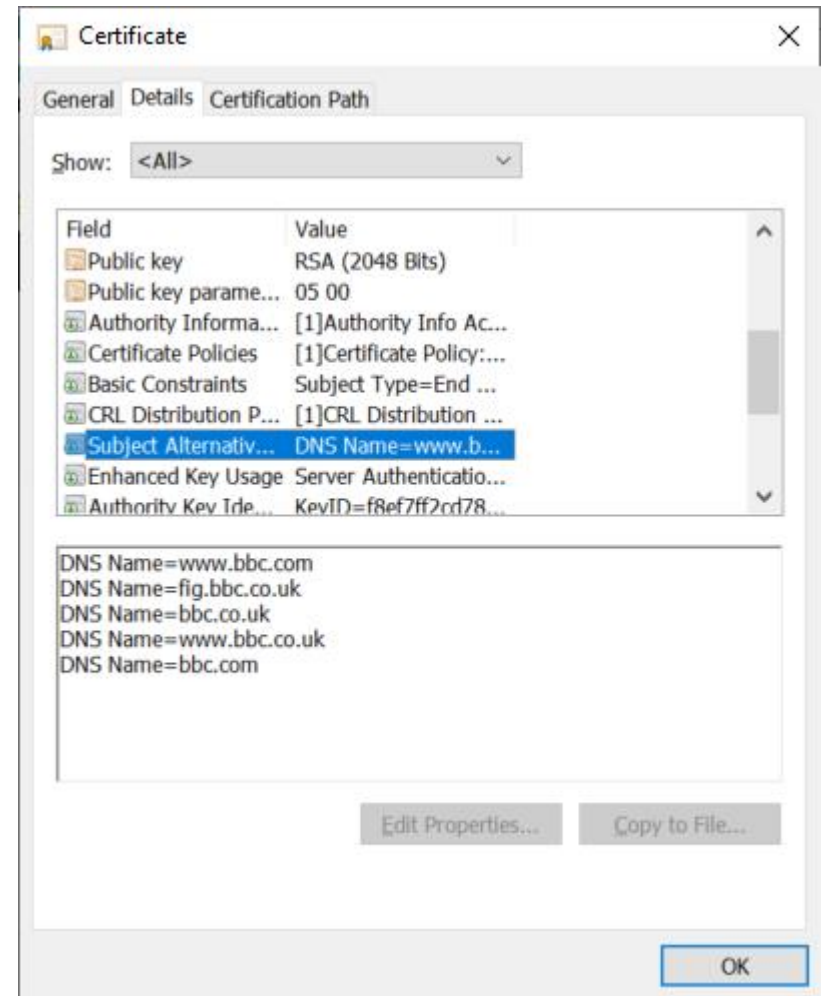 Certificate
General Details Certification Path
Show: <All>
Field Value
Public key RSA (2048 Bits)
Public key parame... 05 00
Authority Informa... [1]Authority Info Ac...
Certificate Policies [1]Certificate Policy:...
Basic Constraints Subject Type=End ...
CRL Distribution P... [1]CRL Distribution ...
Subject Alternativ... DNS Name=www.b...
Enhanced Key Usage Server Authenticatio...
Authority Key Ide... KeyID=f8ef7ff2cd78...
DNS Name=www.bbc.com
DNS Name=fig.bbc.co.uk
DNS Name=bbc.co.uk
DNS Name=www.bbc.co.uk
DNS Name=bbc.com
Edit Properties... Copy to File...
OK